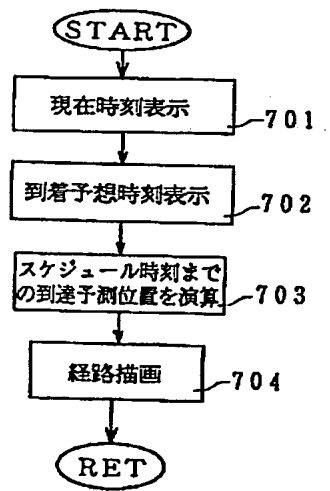 START
現在時刻表示
701
到着予想時刻表示
702
スケジュール時刻まで
の到達予測位置を演算
703
経路描画
704
RET